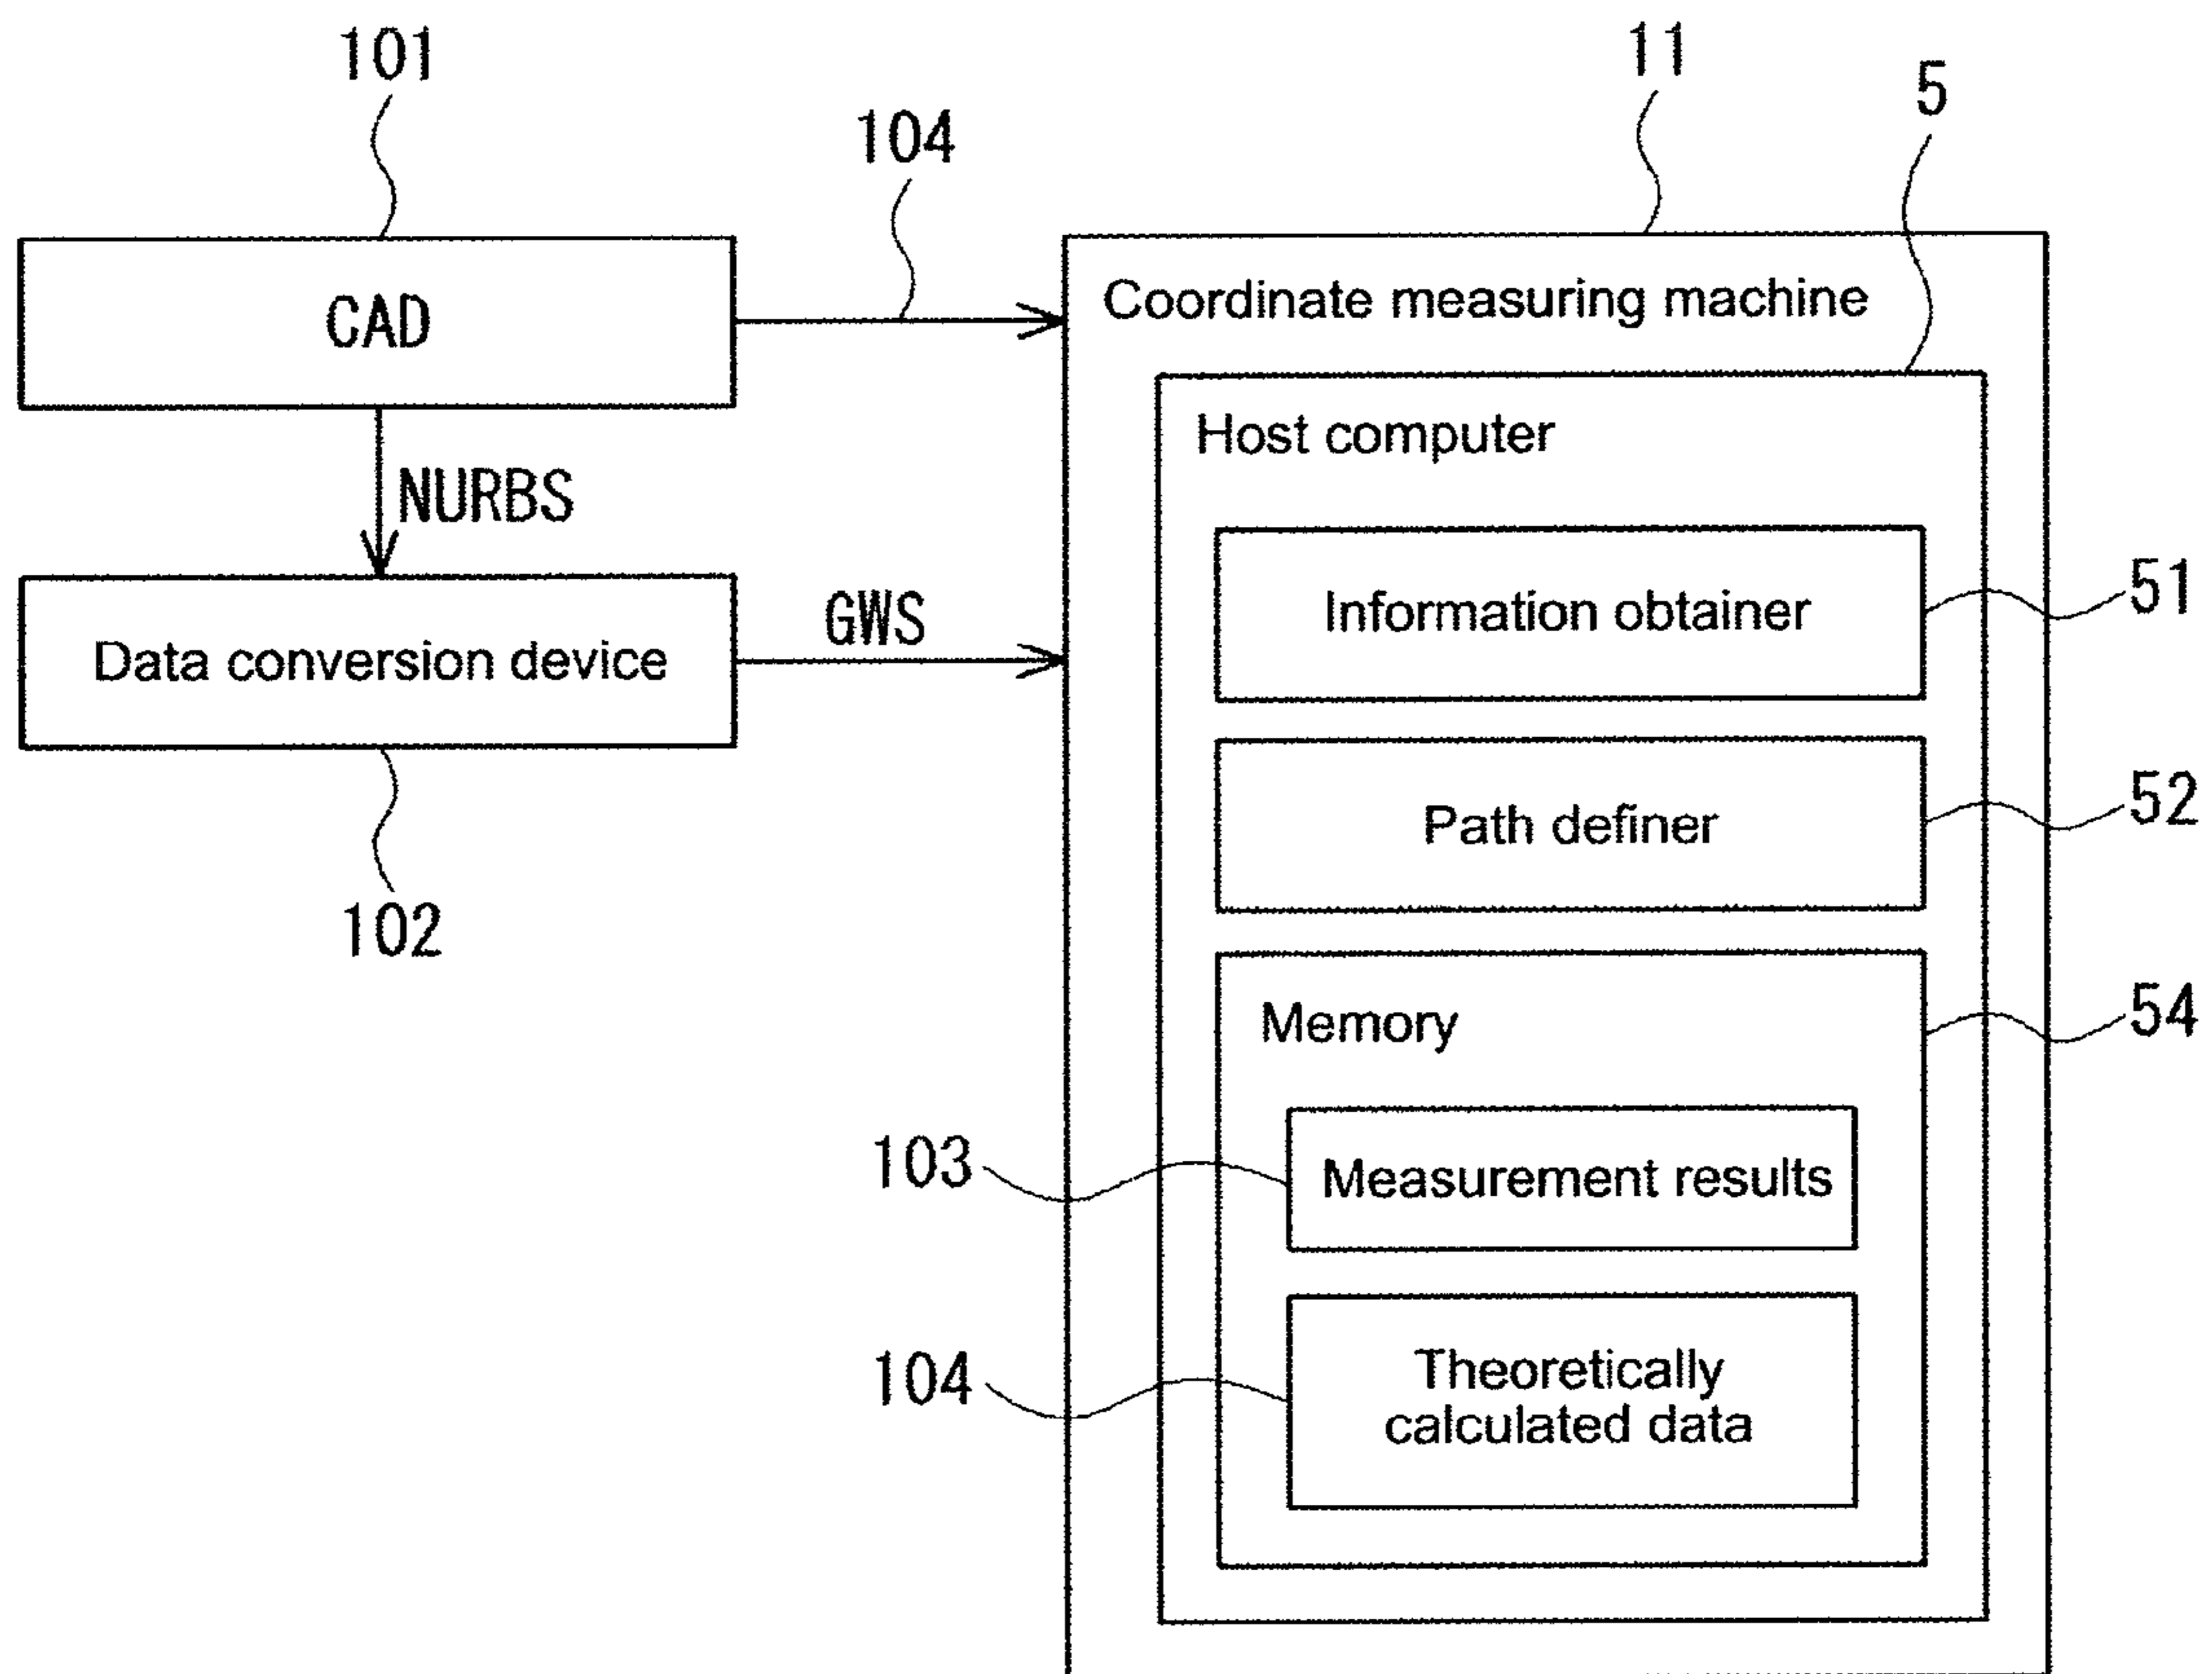 101
11
5
104
CAD
Coordinate measuring machine
Host computer
NURBS
Information obtainer
51
GWS
Data conversion device
Path definer
52
102
Memory
54
103
Measurement results
104
Theoretically
calculated data